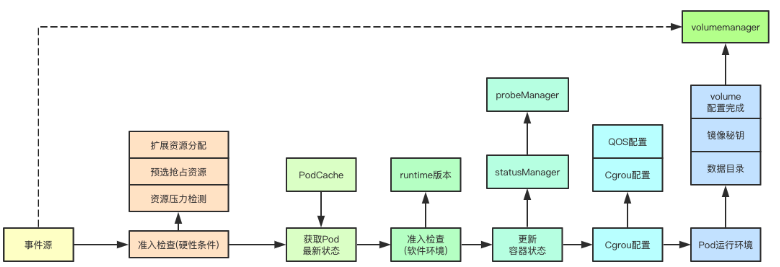 volumemanager
volume
配置完成
镜像秘钥
数据目录
probeManager
statusManager
QOS配置
Cgrou配置
扩展资源分配
预选抢占资源
资源压力检测
PodCache
runtime版本
事件源
准入检查(硬性条件)
获取Pod
最新状态
准入检查
(软件环境)
更新
容器状态
Cgrou配置
Pod运行环境